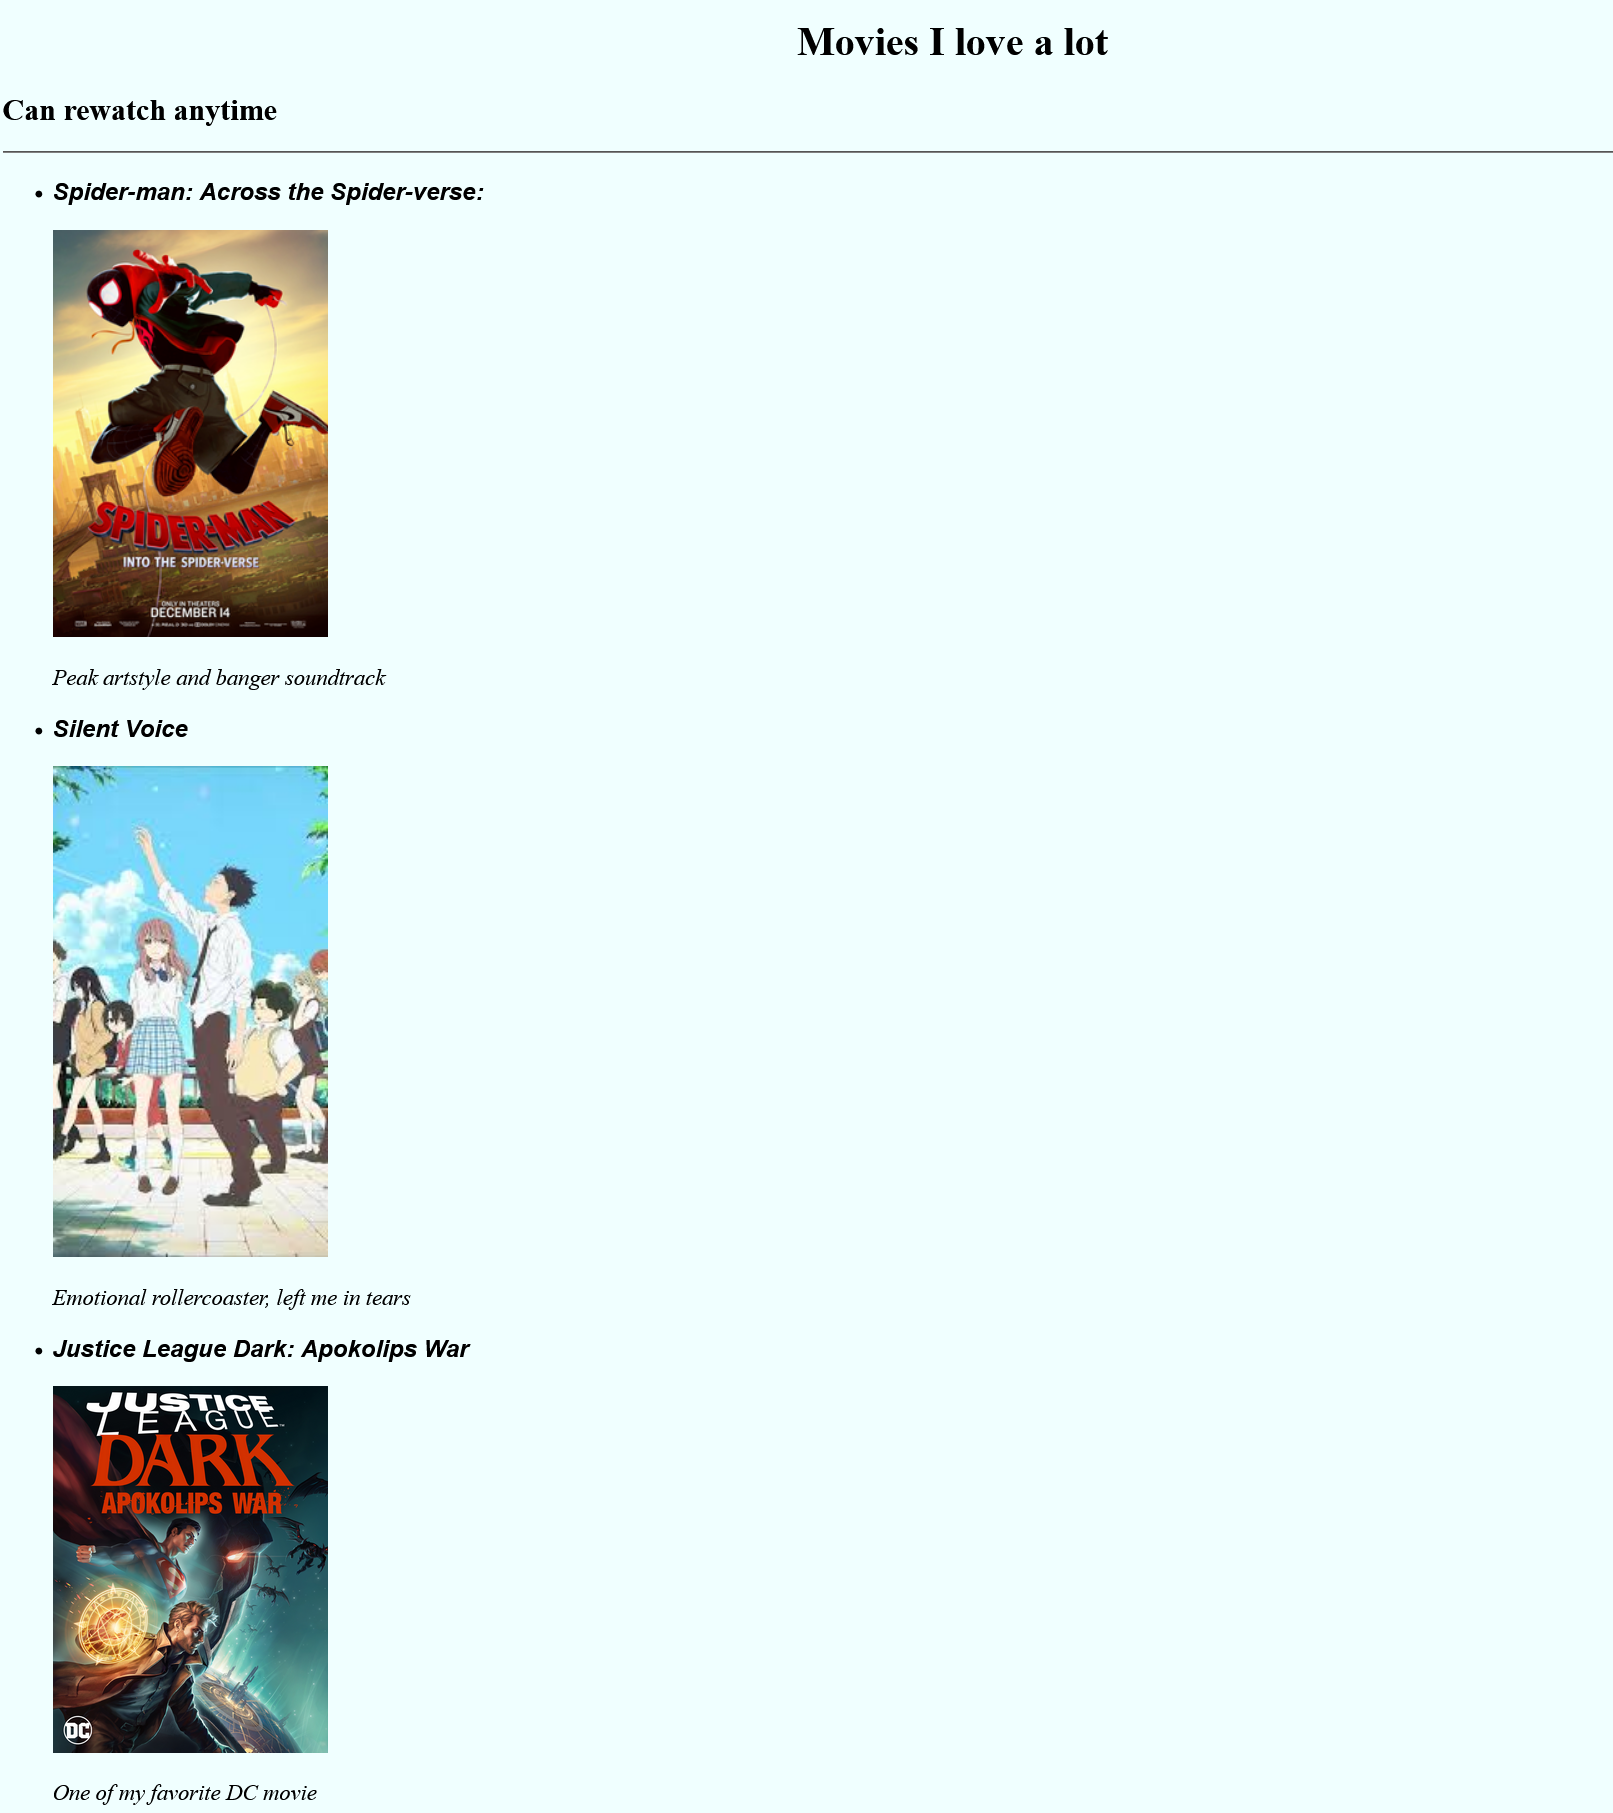 Movies I love a lot
Can rewatch anytime
Spider-man: Across the Spider-verse:
SPIDER-MAN
INTO THE SPIDER-VERSE
ONLY IN THEATERS
DECEMBER 14
Peak artstyle and banger soundtrack
Silent Voice
Emotional rollercoaster, left me in tears
Justice League Dark: Apokolips War
JUSTICE
LEAGUE
DARK
APOKOLIPS WAR
DC
One of my favorite DC movie